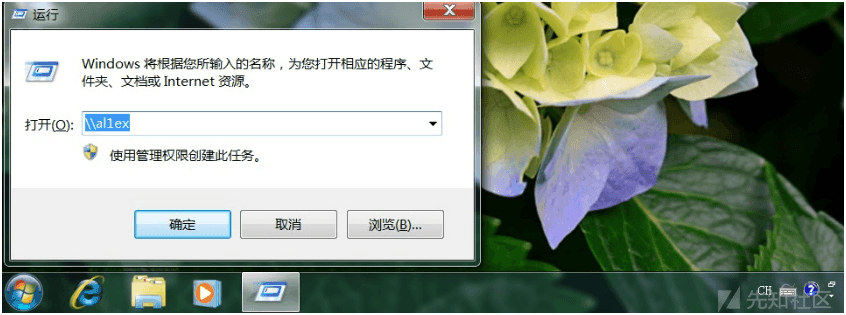 运行
Windows 将根据您所输入的名称，为您打开相应的程序、文
件夹、文档或 Internet 资源。
打开(O): \\al1ex
使用管理权限创建此任务。
确定 取消 浏览(B)...
CH
先知社区